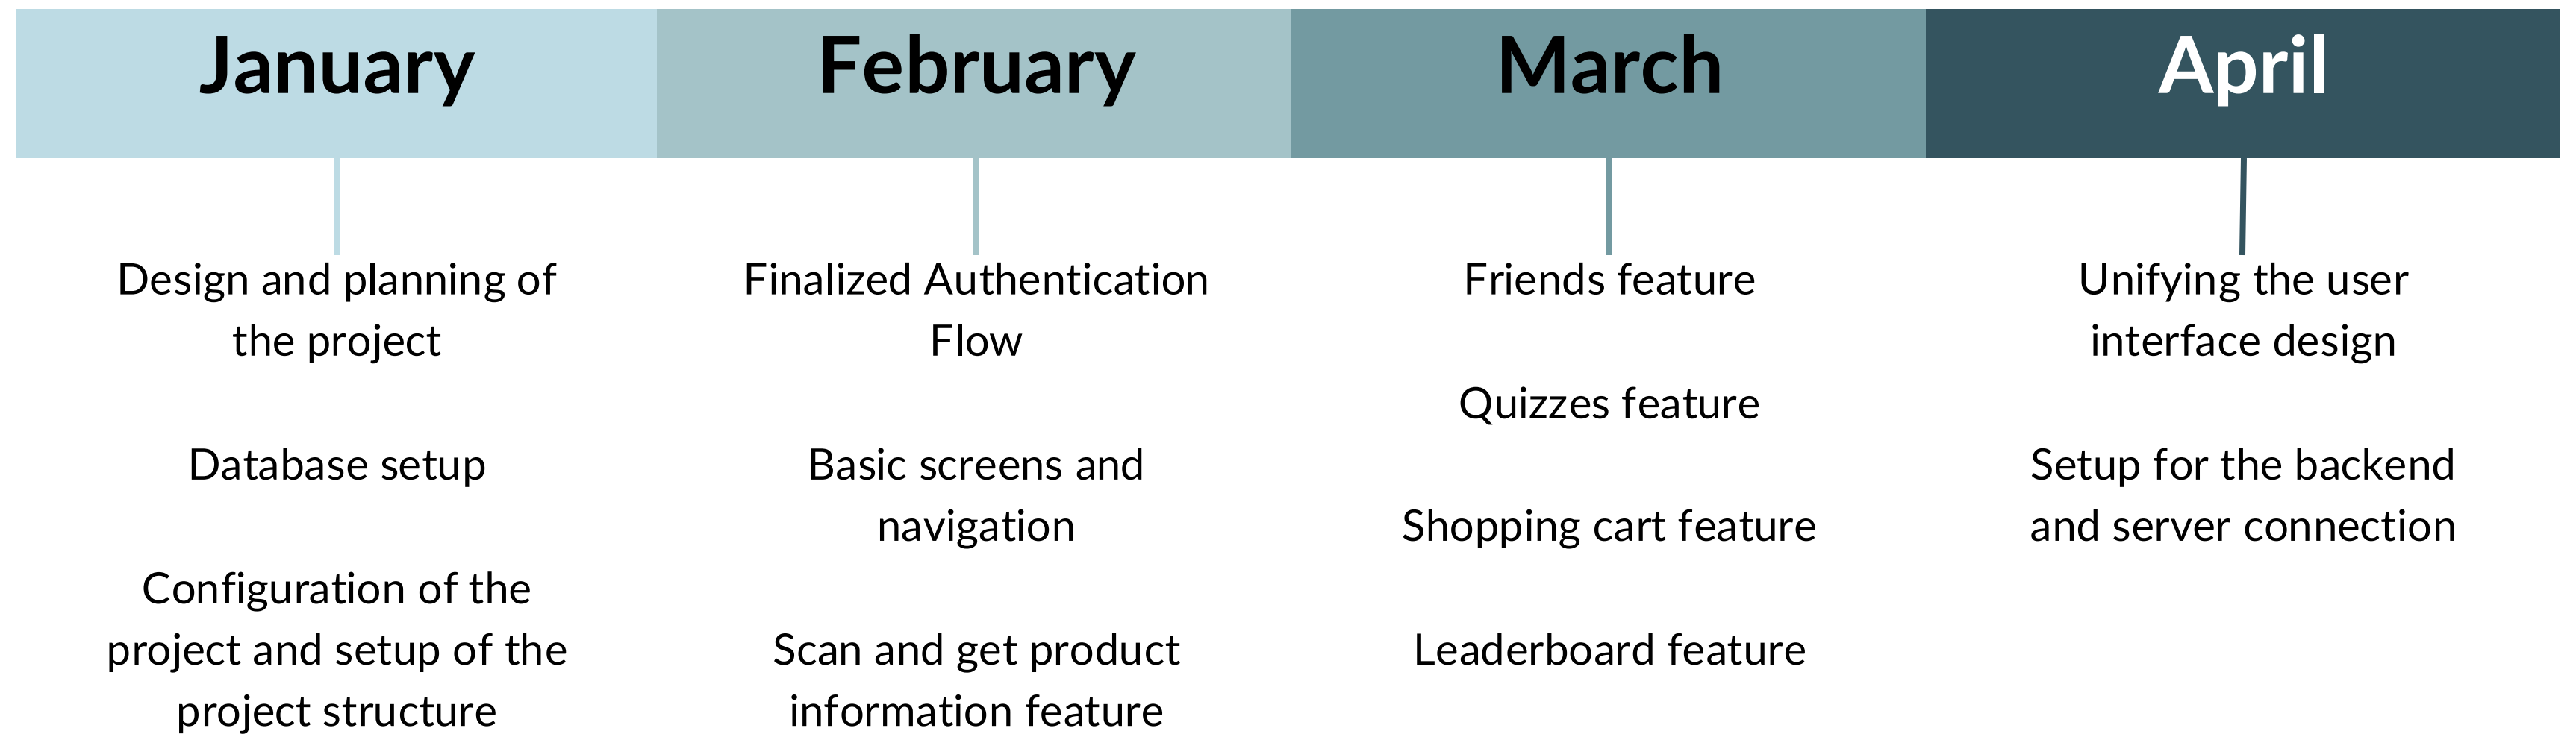 January
February
March
April
Design and planning of
the project
Database setup
Configuration of the
project and setup of the
project structure
Finalized Authentication
Flow
Basic screens and
navigation
Scan and get product
information feature
Friends feature
Quizzes feature
Shopping cart feature
Leaderboard feature
Unifying the user
interface design
Setup for the backend
and server connection